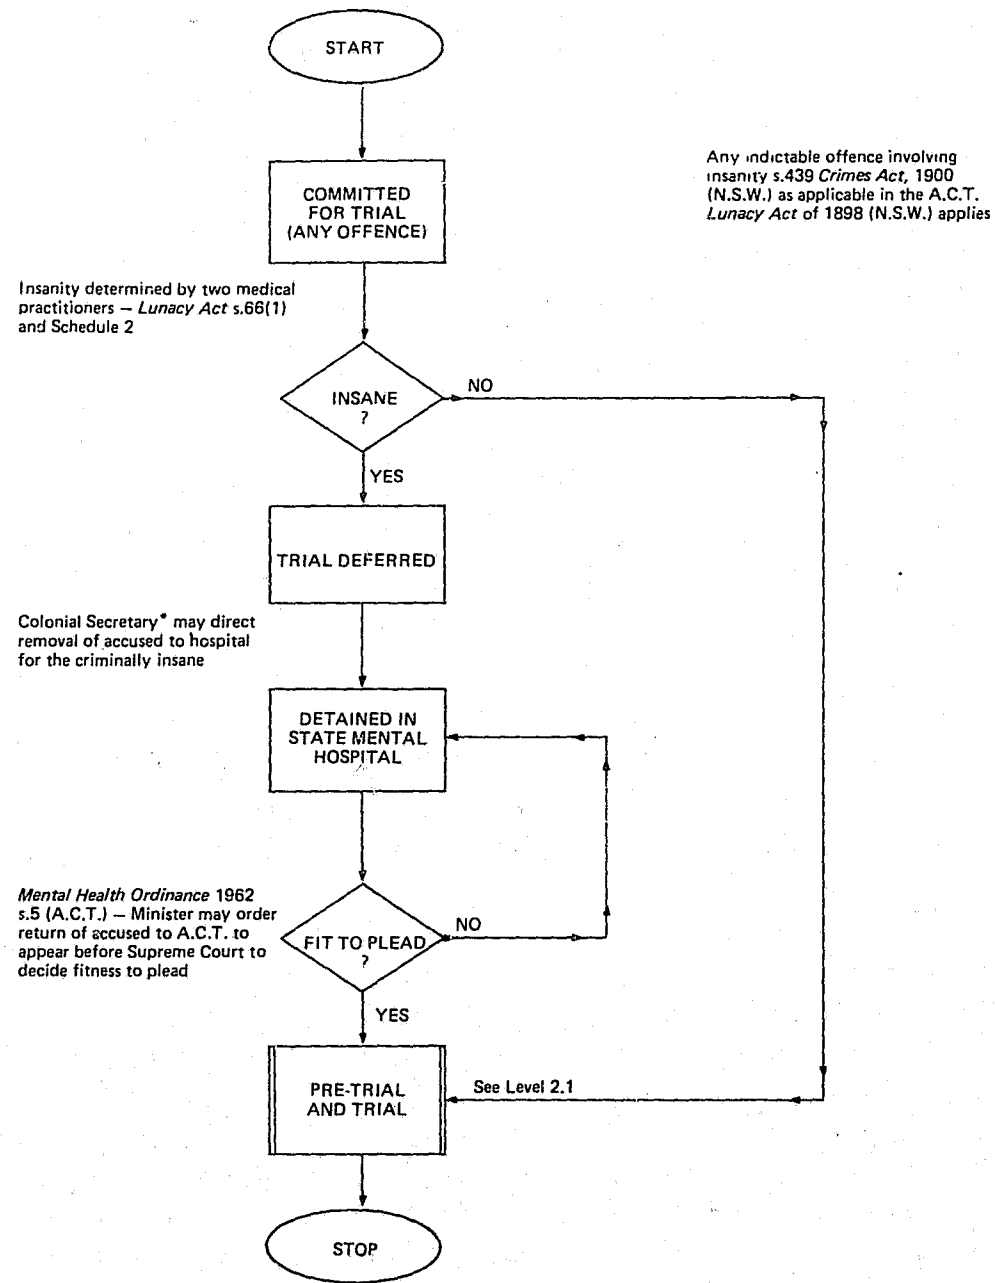 START
Any indictable offence involving
insanity s.439 Crimes Act, 1900
(N.S.W.) as applicable in the A.C.T.
Lunacy Act of 1898 (N.S.W.) applies
COMMITTED
FOR TRIAL
(ANY OFFENCE)
Insanity determined by two medical
practitioners — Lunacy Act s.66(1)
and Schedule 2
INSANE
?
NO
YES
TRIAL DEFERRED
Colonial Secretary* may direct
removal of accused to hospital
for the criminally insane
DETAINED IN
STATE MENTAL
HOSPITAL
Mental Health Ordinance 1962
s.5 (A.C.T.) — Minister may order
return of accused to A.C.T. to
appear before Supreme Court to
decide fitness to plead
FIT TO PLEAD
?
NO
YES
PRE-TRIAL
AND TRIAL
See Level 2.1
STOP